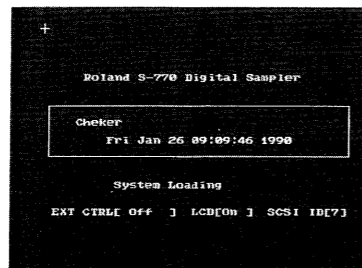 Roland S-770 Digital Sampler
Cheker
Fri Jan 26 09:09:46 1990
System Loading
EXT CTRL[ Off  ] LCD[On ] SCSI ID[7]